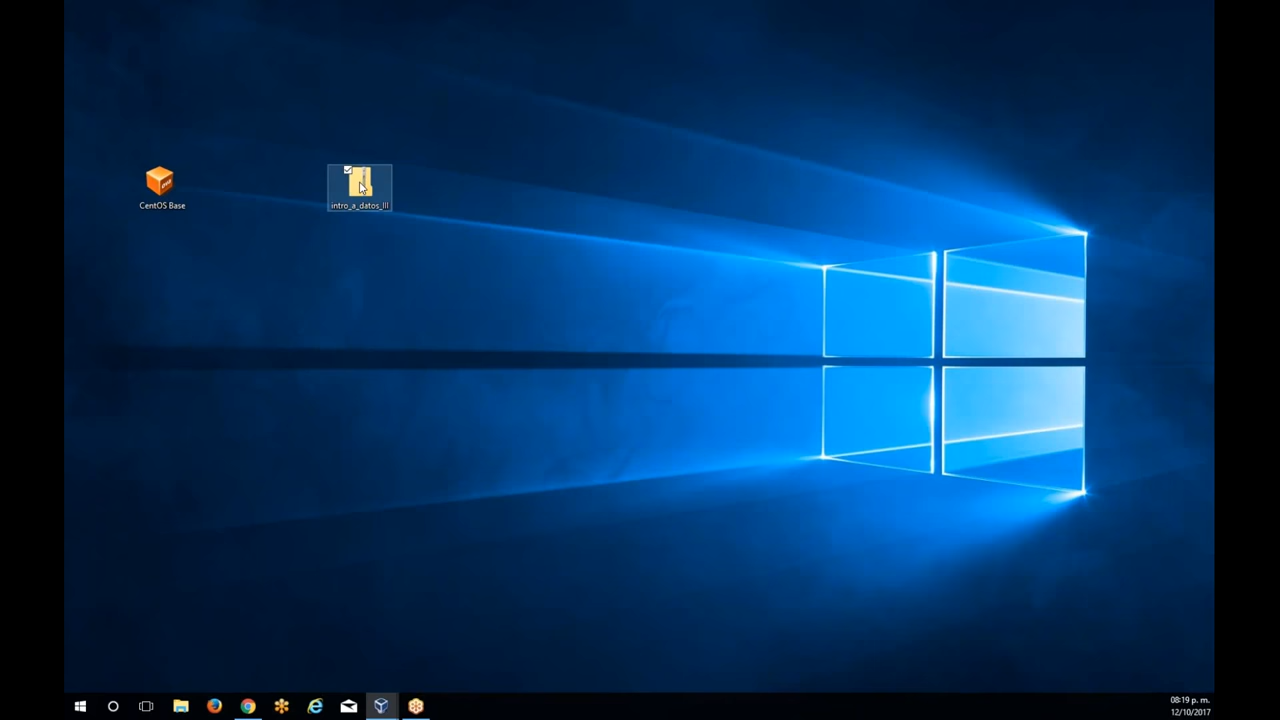 CentOS Base
intro_a_datos_III
08:19 p. m.
12/10/2017